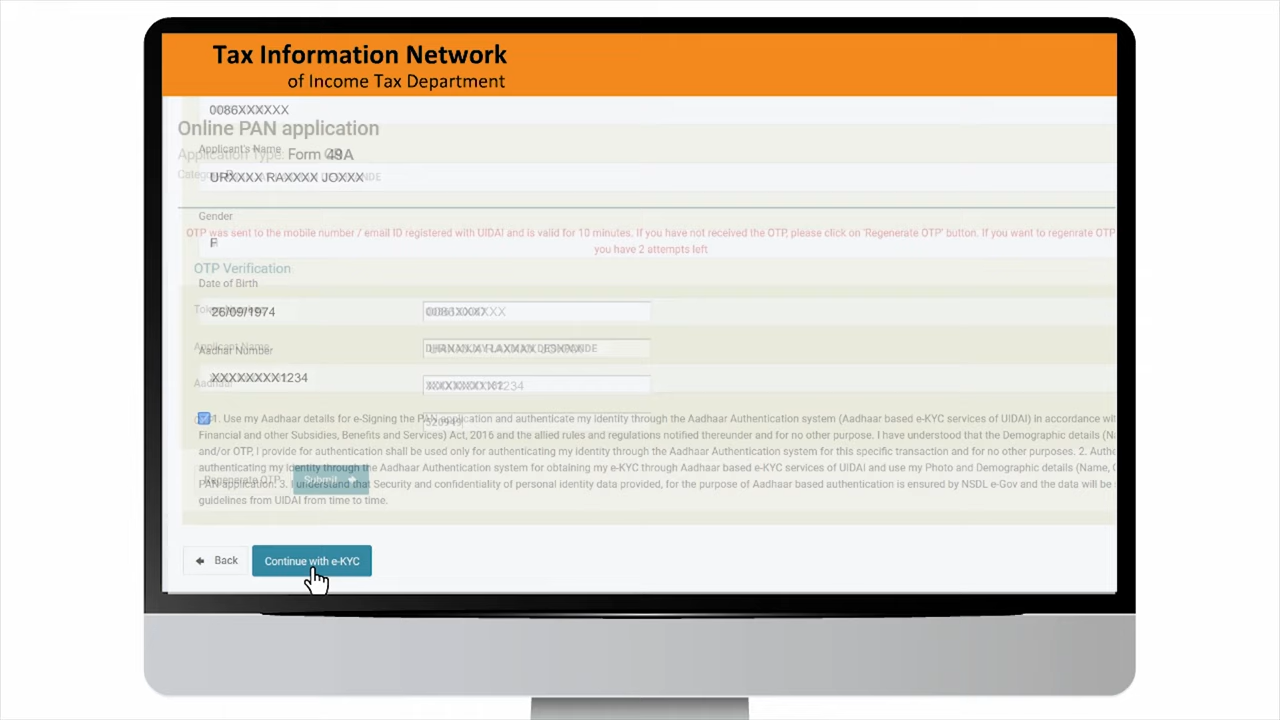 Tax Information Network
of Income Tax Department
0086XXXXXX
Online PAN application
Applicant's Name
Application Type: Form 49A
Category
URXXXX RAXXXX JOXXX
Gender
OTP was sent to the mobile number / email ID registered with UIDAI and is valid for 10 minutes. If you have not received the OTP, please click on 'Regenerate OTP' button. If you want to regenrate OTP
you have 2 attempts left
F
OTP Verification
Date of Birth
26/09/1974
Applicant Name
Aadhar Number
XXXXXXXX1234
Aadhaar
1. Use my Aadhaar details for e-Signing the PAN application and authenticate my identity through the Aadhaar Authentication system (Aadhaar based e-KYC services of UIDAI) in accordance
Financial and other Subsidies, Benefits and Services) Act, 2016 and the allied rules and regulations notified thereunder and for no other purpose. I have understood that the Demographic details
and/or OTP, I provide for authentication shall be used only for authenticating my identity through the Aadhaar Authentication system for this specific transaction and for no other purposes. 2.
authenticating my Identity through the Aadhaar Authentication system for obtaining my e-KYC through Aadhaar based e-KYC services of UIDAI and use my Photo and Demographic details (Name,
Regenerate OTP Submit
PAN application. 3. I understand that Security and confidentiality of personal identity data provided, for the purpose of Aadhaar based authentication is ensured by NSDL e-Gov and the data will be
guidelines from UIDAI from time to time.
Back Continue with e-KYC